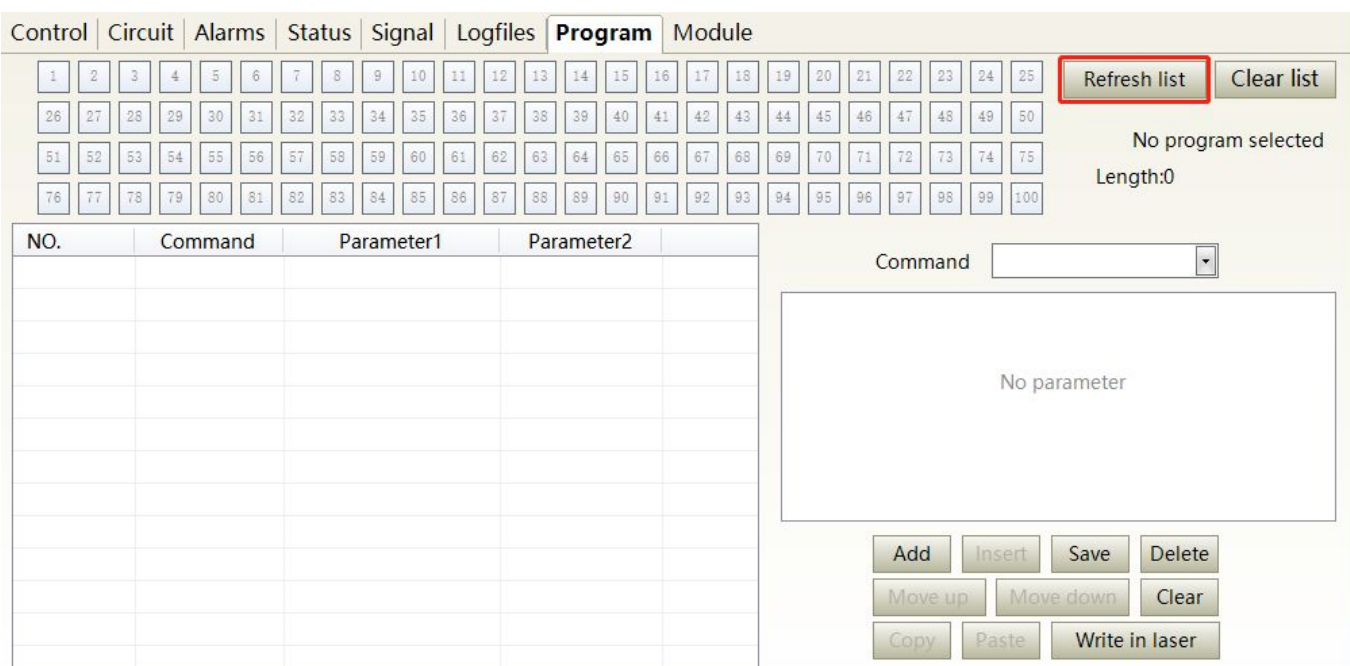 Control Circuit Alarms Status Signal Logfiles Program Module
1 2 3 4 5 6 7 8 9 10 11 12 13 14 15 16 17 18 19 20 21 22 23 24 25 Refresh list Clear list
26 27 28 29 30 31 32 33 34 35 36 37 38 39 40 41 42 43 44 45 46 47 48 49 50
No program selected
51 52 53 54 55 56 57 58 59 60 61 62 63 64 65 66 67 68 69 70 71 72 73 74 75
Length:0
76 77 78 79 80 81 82 83 84 85 86 87 88 89 90 91 92 93 94 95 96 97 98 99 100
NO. Command Parameter1 Parameter2
Command
No parameter
Add Insert Save Delete
Move up Move down Clear
Copy Paste Write in laser